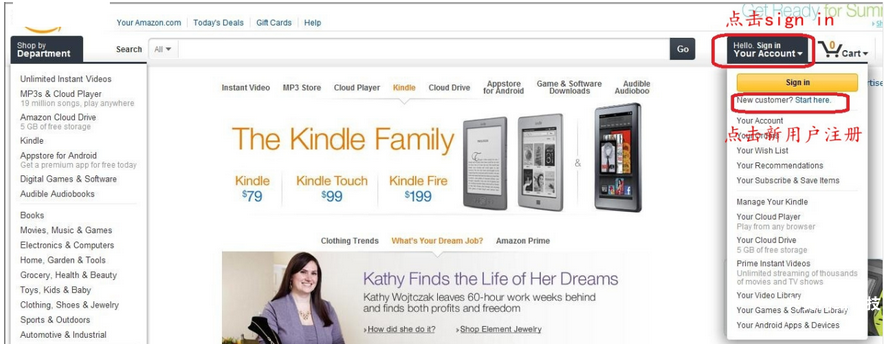 Get Ready for Sum
Your Amazon.com Today's Deals Gift Cards Help
点击sign in
Shop by
Department
Search All Go
Hello. Sign in
Your Account
0
Cart
Unlimited Instant Videos
MP3s & Cloud Player
19 million songs, play anywhere
Amazon Cloud Drive
5 GB of free storage
Kindle
Appstore for Android
Get a premium app for free today
Digital Games & Software
Audible Audiobooks
Books
Movies, Music & Games
Electronics & Computers
Home, Garden & Tools
Grocery, Health & Beauty
Toys, Kids & Baby
Clothing, Shoes & Jewelry
Sports & Outdoors
Automotive & Industrial
Instant Video MP3 Store Cloud Player Kindle Cloud Drive Appstore for Android Game & Software Downloads Audible Audioboo
The Kindle Family
Kindle
$79
Kindle Touch
$99
Kindle Fire
$199
&
Clothing Trends What's Your Dream Job? Amazon Prime
Kathy Finds the Life of Her Dreams
Kathy Wojtczak leaves 60-hour work weeks behind
and finds both profits and freedom
›How did she do it? ›Shop Element Jewelry
Sign in
New customer? Start here.
Your Account
点击新用户注册
Your Wish List
Your Recommendations
Your Subscribe & Save Items
Manage Your Kindle
Your Cloud Player
Play from any browser
Your Cloud Drive
5 GB of free storage
Prime Instant Videos
Unlimited streaming of thousands
of movies and TV shows
Your Video Library
Your Games & Software Library
Your Android Apps & Devices
技